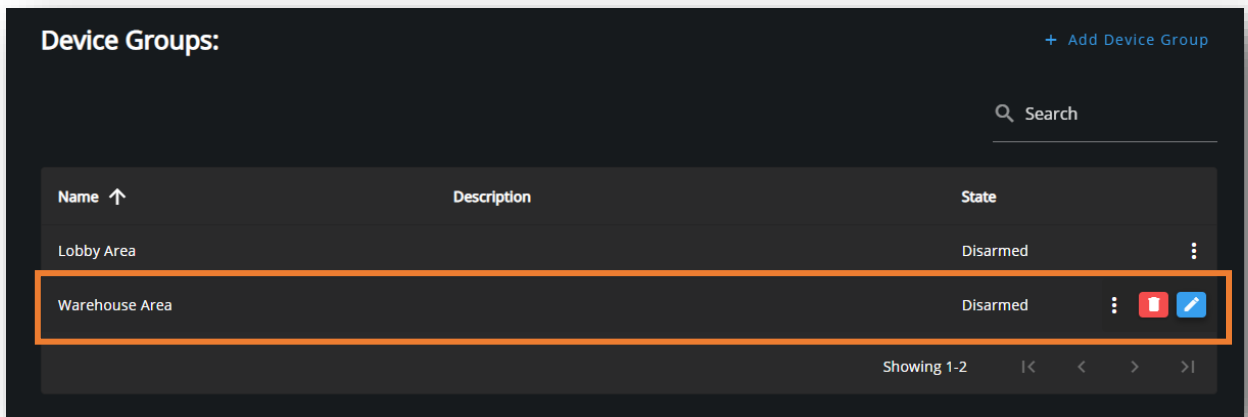 Device Groups:
+ Add Device Group
Search
Name Description State
Lobby Area Disarmed
Warehouse Area Disarmed
Showing 1-2